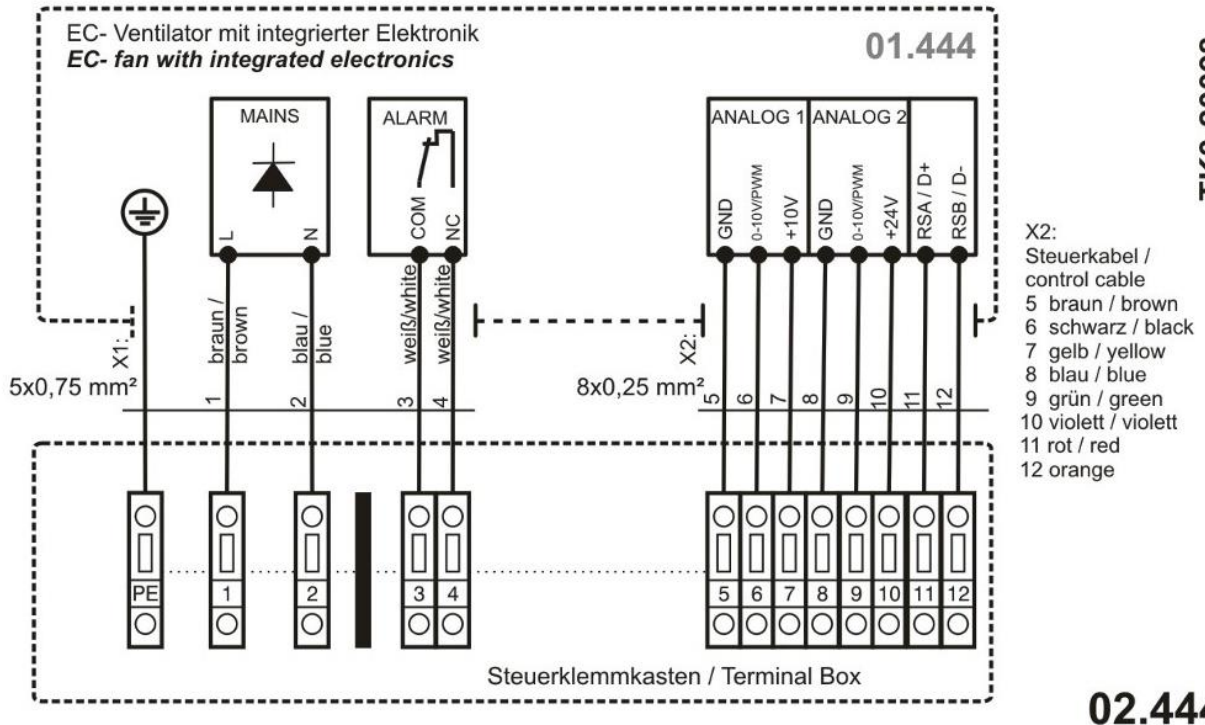 EC- Ventilator mit integrierter Elektronik
EC- fan with integrated electronics
01.444
MAINS
ALARM
ANALOG 1
ANALOG 2
L
N
COM
NC
GND
0-10V/PWM
+10V
GND
0-10V/PWM
+24V
RSA / D+
RSB / D-
X1:
braun /
brown
blau /
blue
weiß/white
weiß/white
X2:
5x0,75 mm²
1
2
3
4
8x0,25 mm²
5
6
7
8
9
10
11
12
X2:
Steuerkabel /
control cable
5 braun / brown
6 schwarz / black
7 gelb / yellow
8 blau / blue
9 grün / green
10 violett / violett
11 rot / red
12 orange
PE
1
2
3
4
5
6
7
8
9
10
11
12
Steuerklemmkasten / Terminal Box
02.444